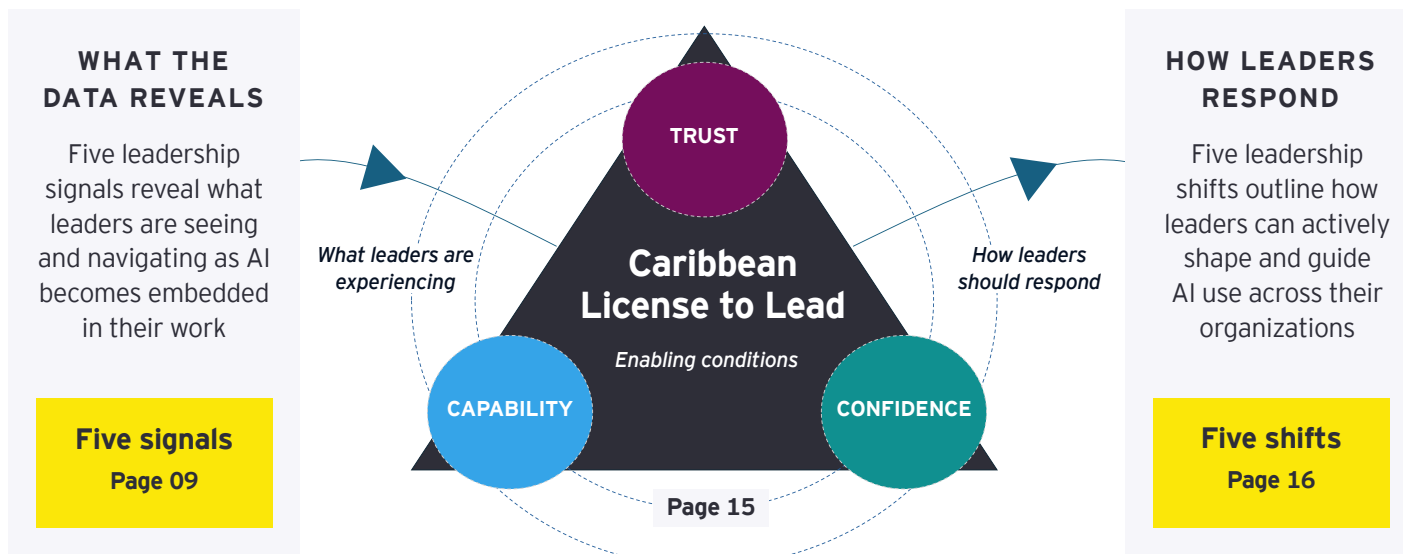 WHAT THE
DATA REVEALS
Five leadership
signals reveal what
leaders are seeing
and navigating as AI
becomes embedded
in their work
Five signals
Page 09
What leaders are
experiencing
TRUST
Caribbean
License to Lead
Enabling conditions
CAPABILITY
CONFIDENCE
Page 15
How leaders
should respond
HOW LEADERS
RESPOND
Five leadership
shifts outline how
leaders can actively
shape and guide
AI use across their
organizations
Five shifts
Page 16